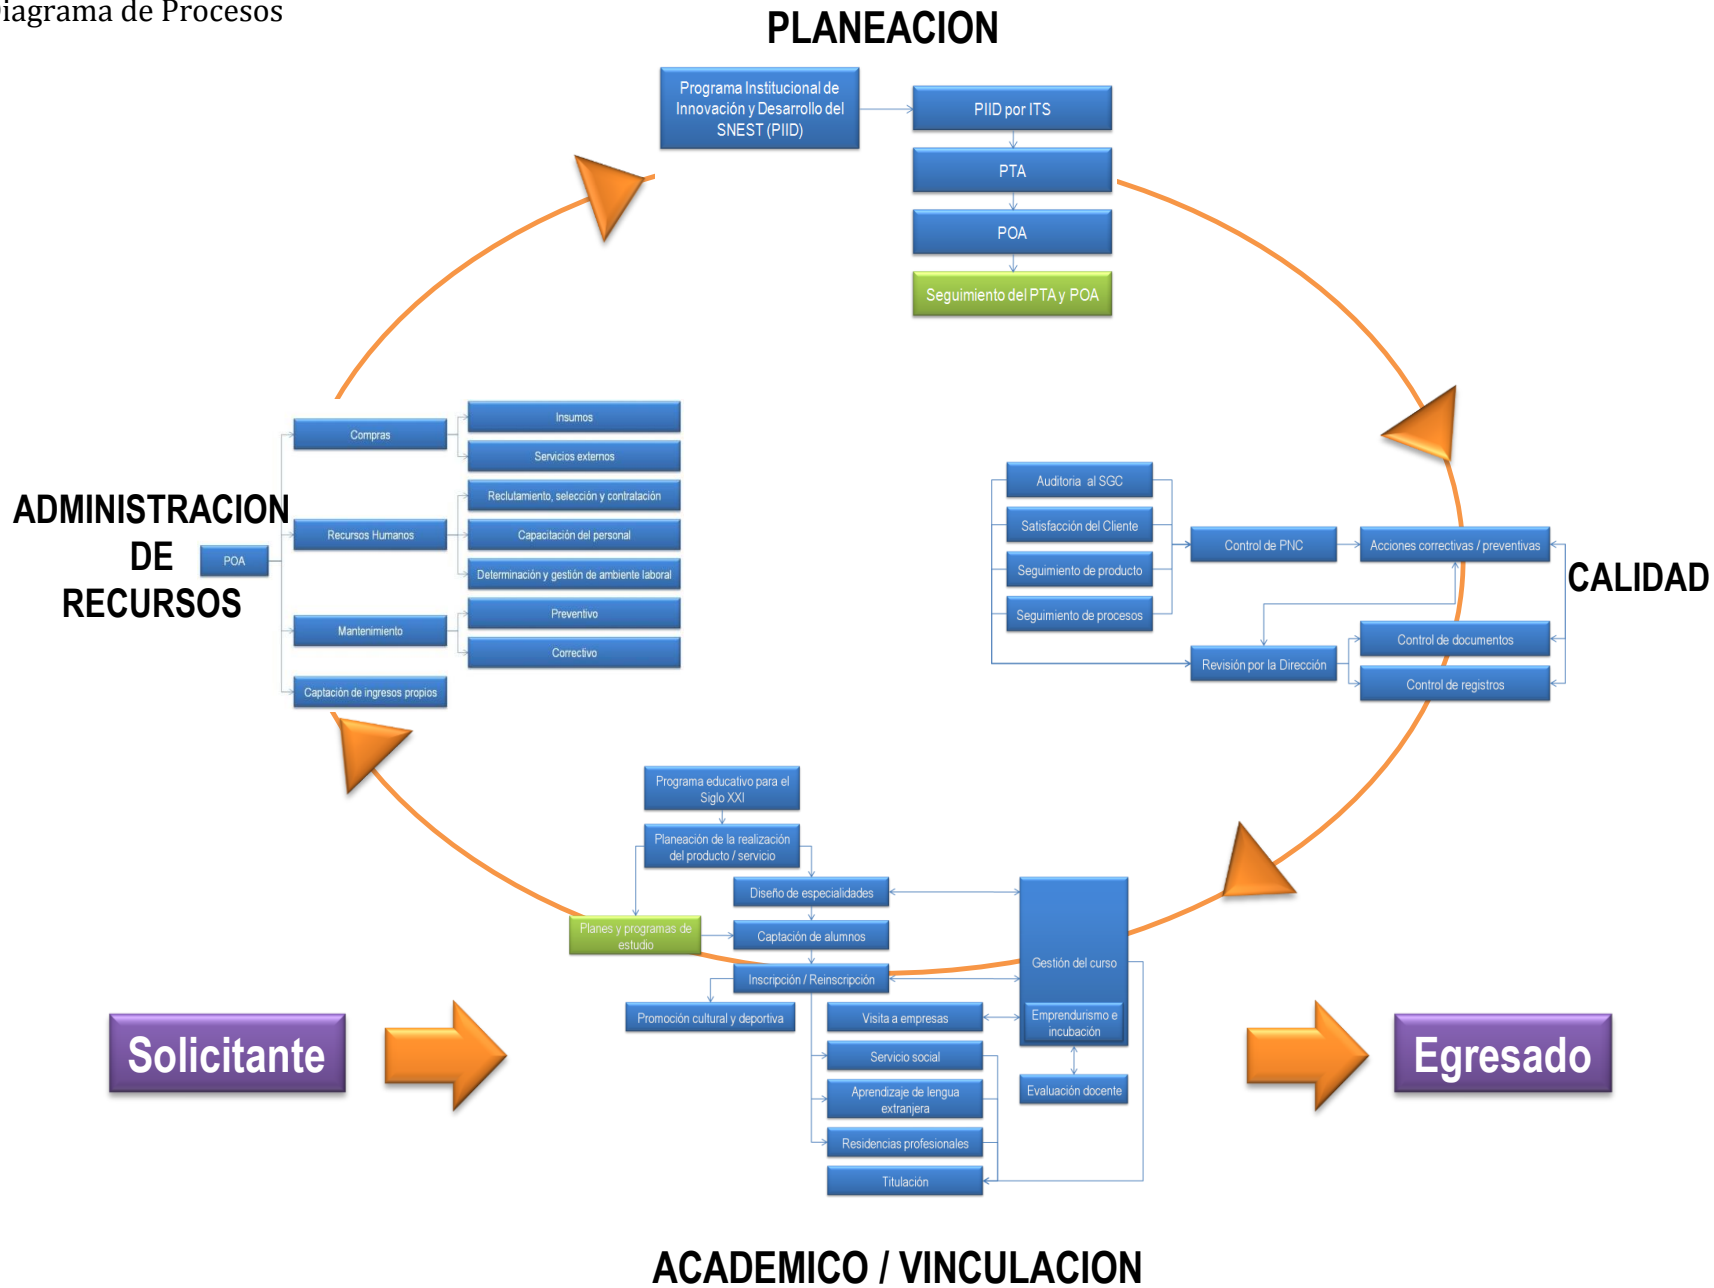 Diagrama de Procesos
PLANEACION
Programa Institucional de
Innovación y Desarrollo del
SNEST (PIID)
PIID por ITS
PTA
POA
Seguimiento del PTA y POA
ADMINISTRACION
DE
RECURSOS
POA
Compras
Recursos Humanos
Mantenimiento
Captación de ingresos propios
Insumos
Servicios externos
Reclutamiento, selección y contratación
Capacitación del personal
Determinación y gestión de ambiente laboral
Preventivo
Correctivo
Auditoria al SGC
Satisfacción del Cliente
Seguimiento de producto
Seguimiento de procesos
Control de PNC
Revisión por la Dirección
Acciones correctivas / preventivas
Control de documentos
Control de registros
CALIDAD
Programa educativo para el
Siglo XXI
Planeación de la realización
del producto / servicio
Diseño de especialidades
Planes y programas de
estudio
Captación de alumnos
Inscripción / Reinscripción
Gestión del curso
Promoción cultural y deportiva
Visita a empresas
Emprendurismo e
incubación
Servicio social
Evaluación docente
Aprendizaje de lengua
extranjera
Residencias profesionales
Titulación
Solicitante
Egresado
ACADEMICO / VINCULACION